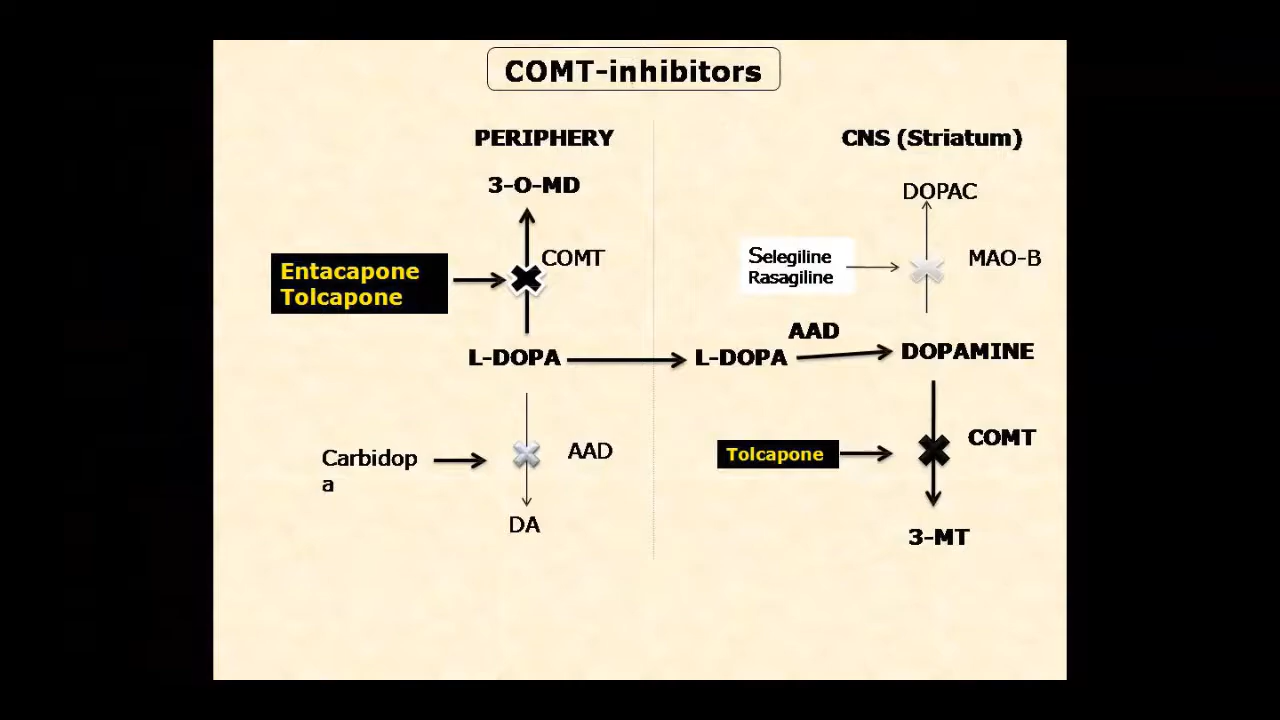 COMT-inhibitors
PERIPHERY
3-O-MD
COMT
Entacapone
Tolcapone
L-DOPA
Carbidop
a
AAD
DA
CNS (Striatum)
DOPAC
Selegiline
Rasagiline
MAO-B
L-DOPA
AAD
DOPAMINE
Tolcapone
COMT
3-MT